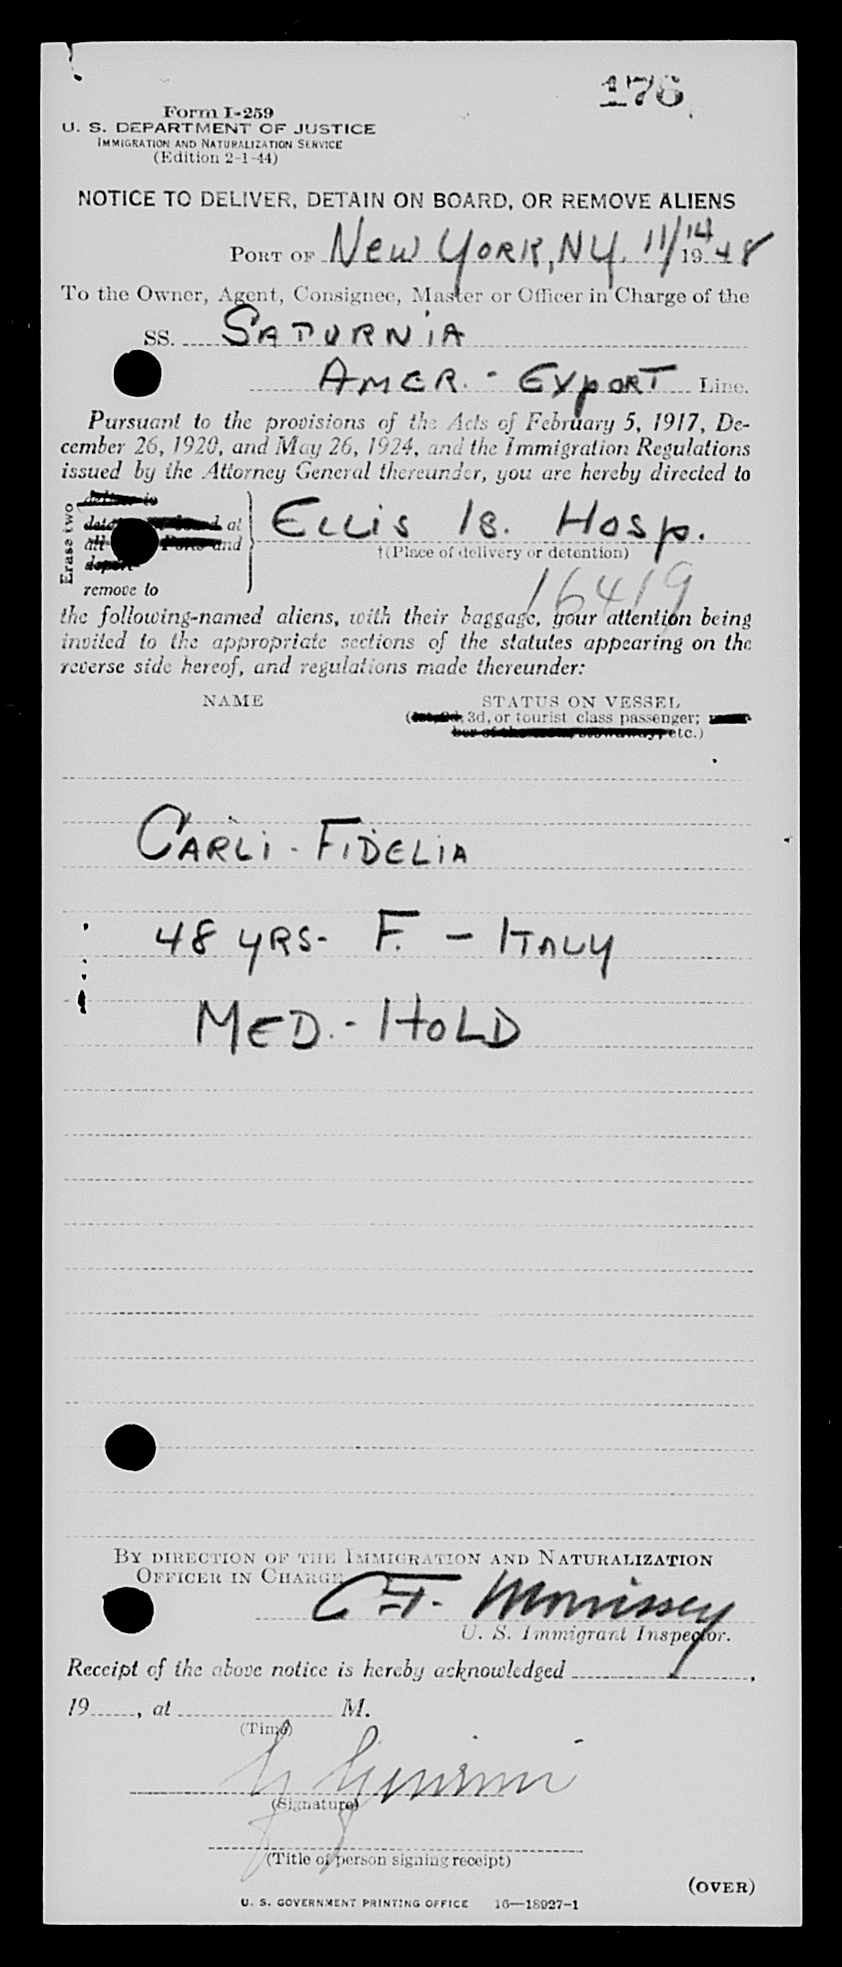 176
Form I-259
U. S. DEPARTMENT OF JUSTICE
IMMIGRATION AND NATURALIZATION SERVICE
(Edition 2-1-44)
NOTICE TO DELIVER, DETAIN ON BOARD, OR REMOVE ALIENS
PORT OF NEW YORK, NY. 11/14 1948
To the Owner, Agent, Consignee, Master or Officer in Charge of the
SS. SATURNIA
AMER. - EXPORT Line.
Pursuant to the provisions of the Acts of February 5, 1917, De-
cember 26, 1920, and May 26, 1924, and the Immigration Regulations
issued by the Attorney General thereunder, you are hereby directed to
Erase two
at
all and
remove to
ELLIS IS. HOSP.
†(Place of delivery or detention)
16419
the following-named aliens, with their baggage, your attention being
invited to the appropriate sections of the statutes appearing on the
reverse side hereof, and regulations made thereunder:
NAME STATUS ON VESSEL
3d, or tourist class passenger;
etc.)
CARLI - FIDELIA
48 YRS- F. - ITALY
MED. - HOLD
BY DIRECTION OF THE IMMIGRATION AND NATURALIZATION
OFFICER IN CHARGE
C. F. Morrissey
U. S. Immigrant Inspector.
Receipt of the above notice is hereby acknowledged ,
19 , at M.
(Time)
(Signature)
(Title of person signing receipt)
(OVER)
U. S. GOVERNMENT PRINTING OFFICE 16—18927-1